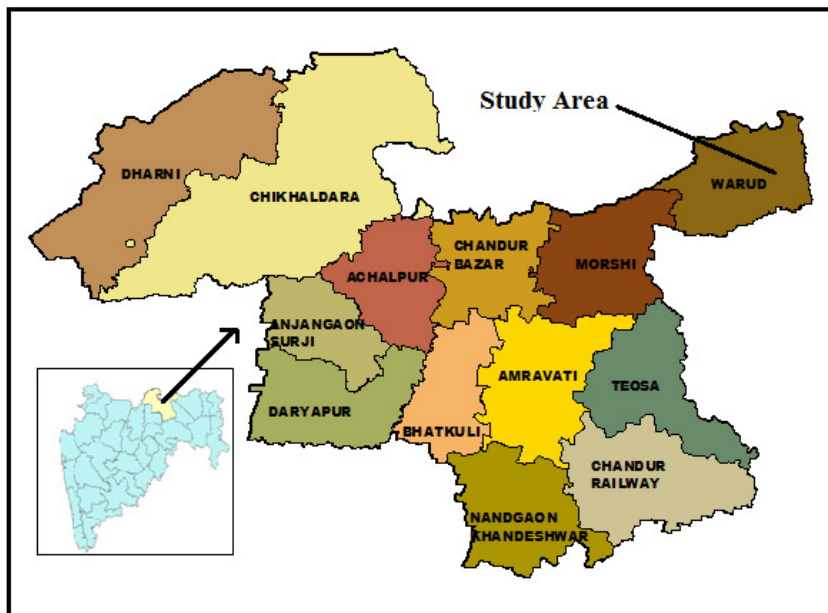 Study Area
DHARNI
WARUD
CHIKHALDARA
CHANDUR
BAZAR
MORSHI
ACHALPUR
ANJANGAON
SURJI
AMRAVATI
TEOSA
DARYAPUR
BHATKULI
CHANDUR
RAILWAY
NANDGAON
KHANDESHWAR